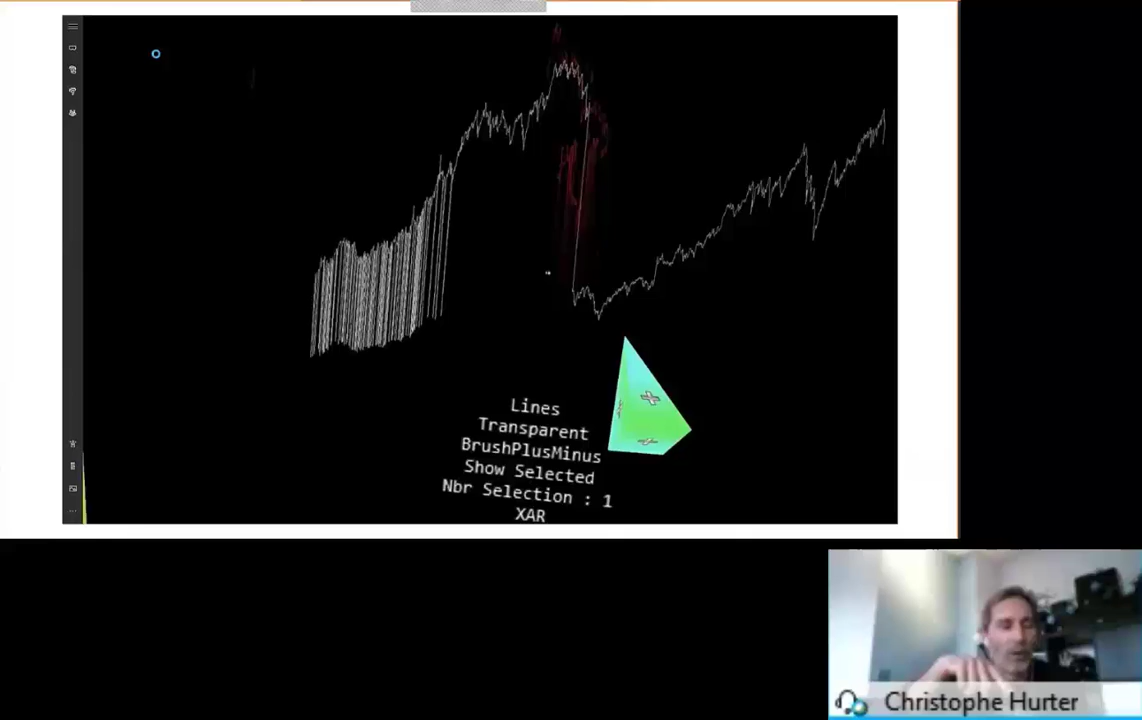 Lines
Transparent
BrushPlusMinus
Show Selected
Nbr Selection : 1
XAR
Christophe Hurter